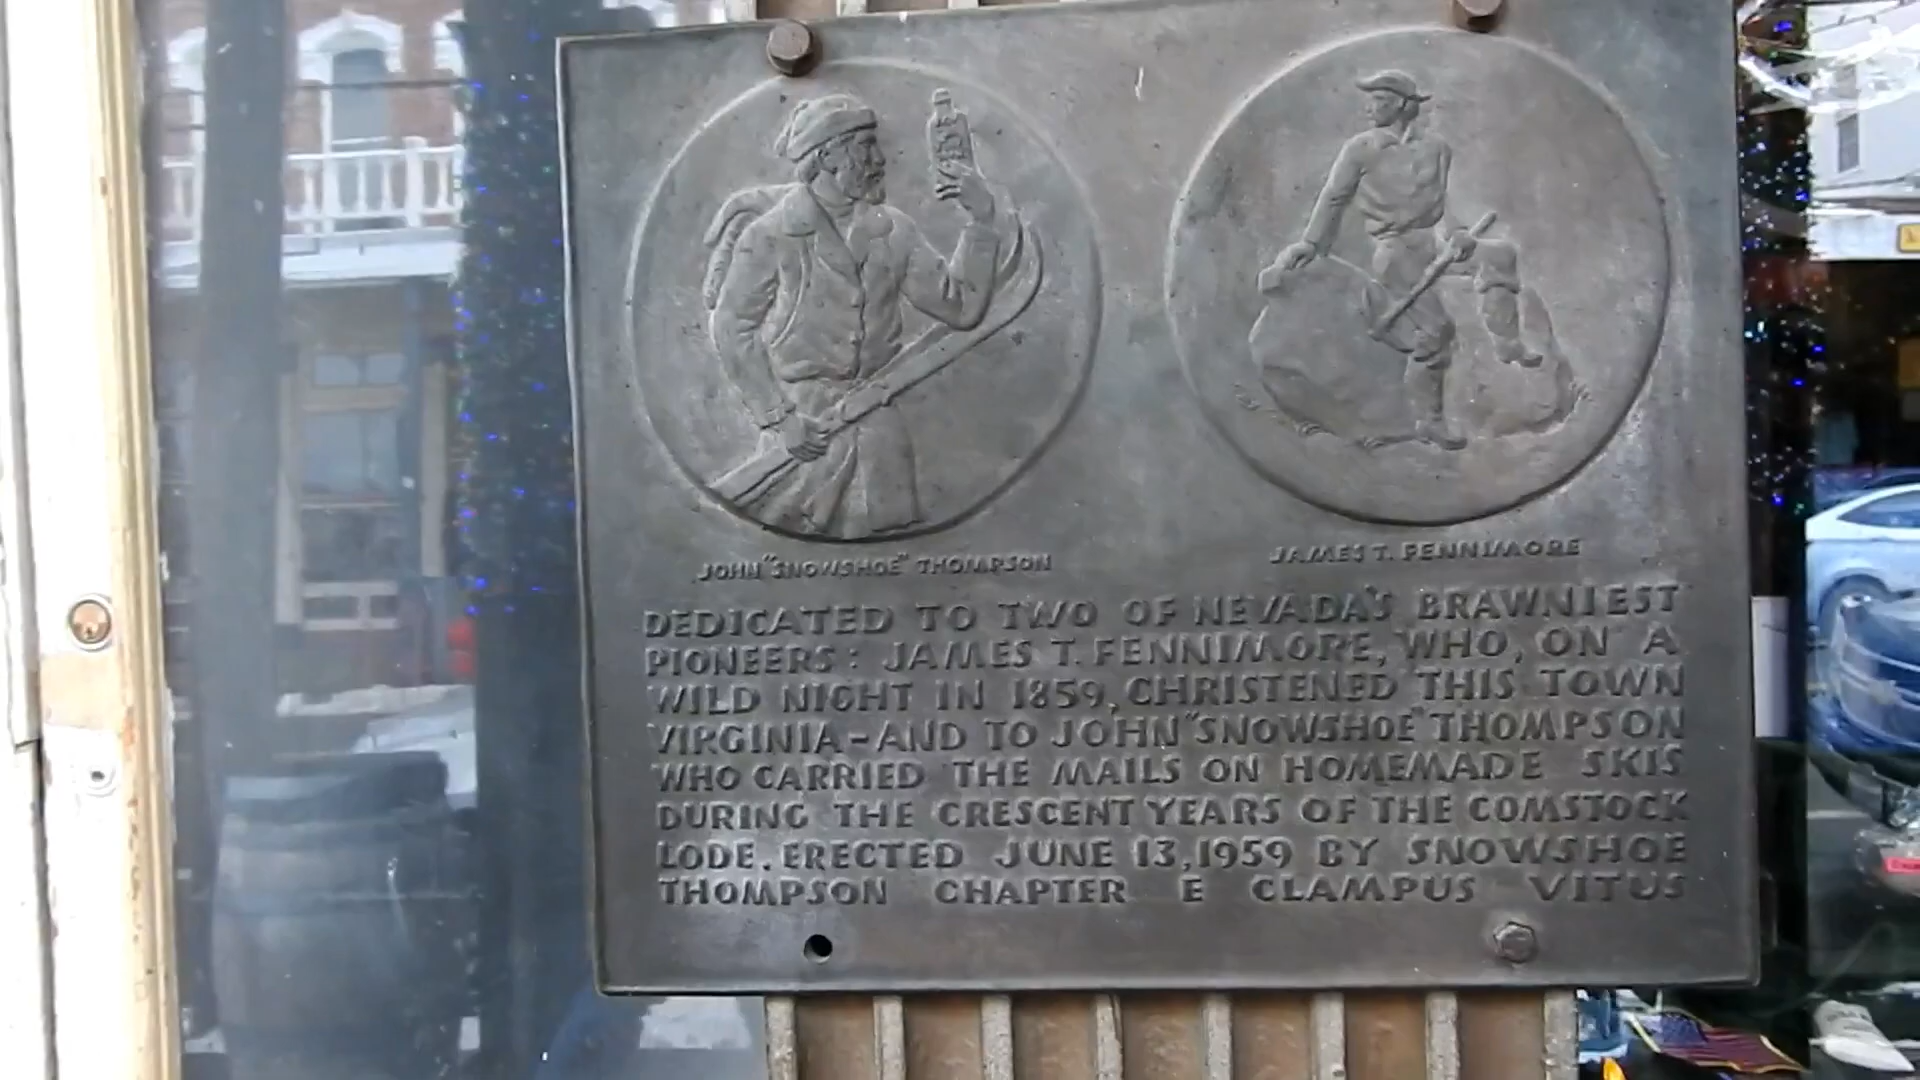 JOHN "SNOWSHOE" THOMPSON
JAMES T. FENNIMORE
DEDICATED TO TWO OF NEVADA'S BRAWNIEST
PIONEERS: JAMES T. FENNIMORE, WHO, ON A
WILD NIGHT IN 1859, CHRISTENED THIS TOWN
VIRGINIA-AND TO JOHN "SNOWSHOE" THOMPSON
WHO CARRIED THE MAILS ON HOMEMADE SKIS
DURING THE CRESCENT YEARS OF THE COMSTOCK
LODE. ERECTED JUNE 13, 1959 BY SNOWSHOE
THOMPSON CHAPTER E CLAMPUS VITUS